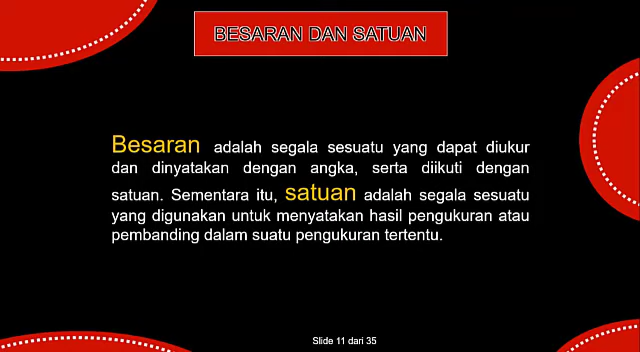 BESARAN DAN SATUAN
Besaran adalah segala sesuatu yang dapat diukur
dan dinyatakan dengan angka, serta diikuti dengan
satuan. Sementara itu, satuan adalah segala sesuatu
yang digunakan untuk menyatakan hasil pengukuran atau
pembanding dalam suatu pengukuran tertentu.
Slide 11 dari 35